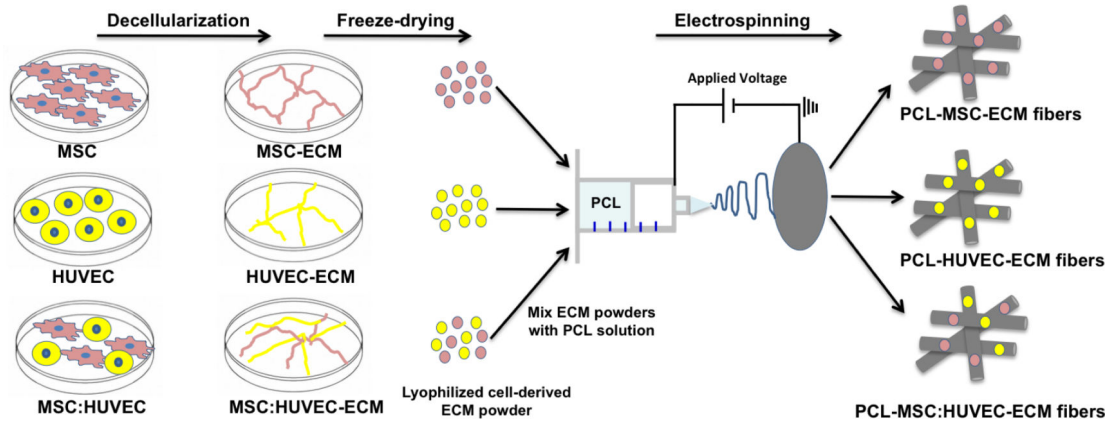 Decellularization
Freeze-drying
Electrospinning
MSC
MSC-ECM
HUVEC
HUVEC-ECM
MSC:HUVEC
MSC:HUVEC-ECM
Lyophilized cell-derived
ECM powder
PCL
Mix ECM powders
with PCL solution
Applied Voltage
PCL-MSC-ECM fibers
PCL-HUVEC-ECM fibers
PCL-MSC:HUVEC-ECM fibers